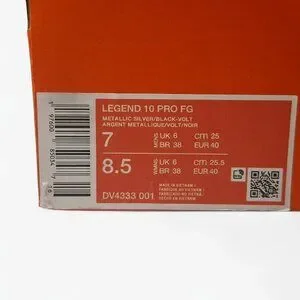 LEGEND 10 PRO FG
METALLIC SILVER/BLACK-VOLT
ARGENT METALLIQUE/VOLT/NOIR
7 UK 6 cm 25
BR 38 EUR 40
8.5 UK 6 cm 25.5
BR 38 EUR 40
DV4333 001
MADE IN VIETNAM